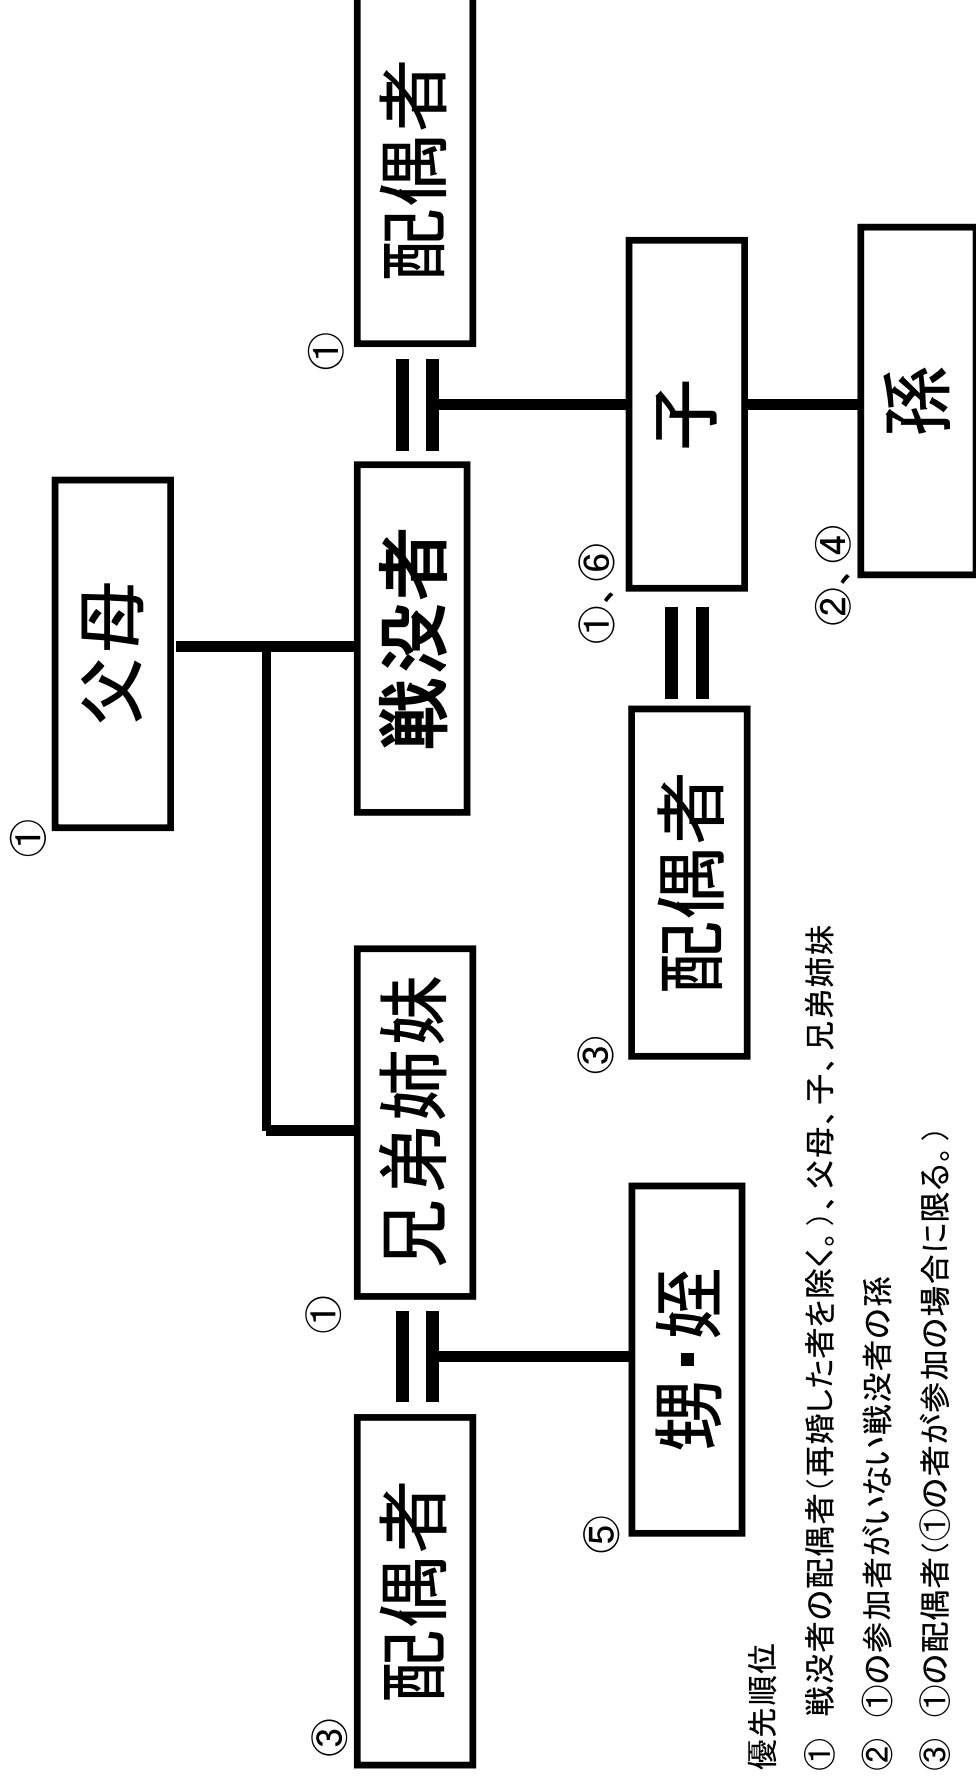 ①
父母
③
配偶者
①
兄弟姉妹
戦没者
①
配偶者
⑤
甥・姪
③
配偶者
①、⑥
子
②、④
孫
優先順位
① 戦没者の配偶者(再婚した者を除く。)、父母、子、兄弟姉妹
② ①の参加者がいない戦没者の孫
③ ①の配偶者(①の者が参加の場合に限る。)